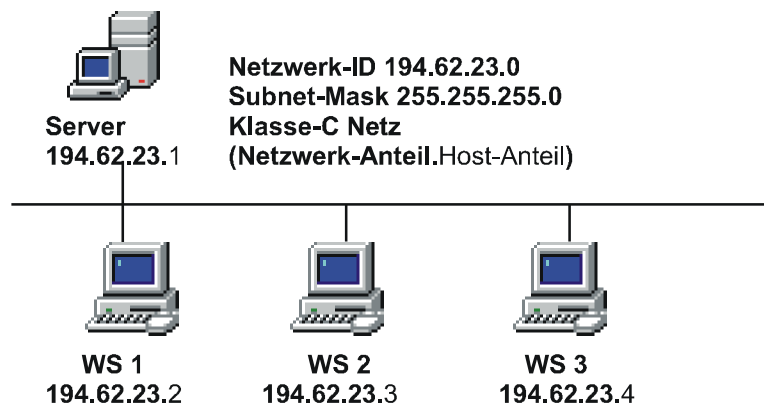 Netzwerk-ID 194.62.23.0
Subnet-Mask 255.255.255.0
Server
Klasse-C Netz
194.62.23.1
(Netzwerk-Anteil.Host-Anteil)
WS 1
WS 2
WS 3
194.62.23.2
194.62.23.3
194.62.23.4